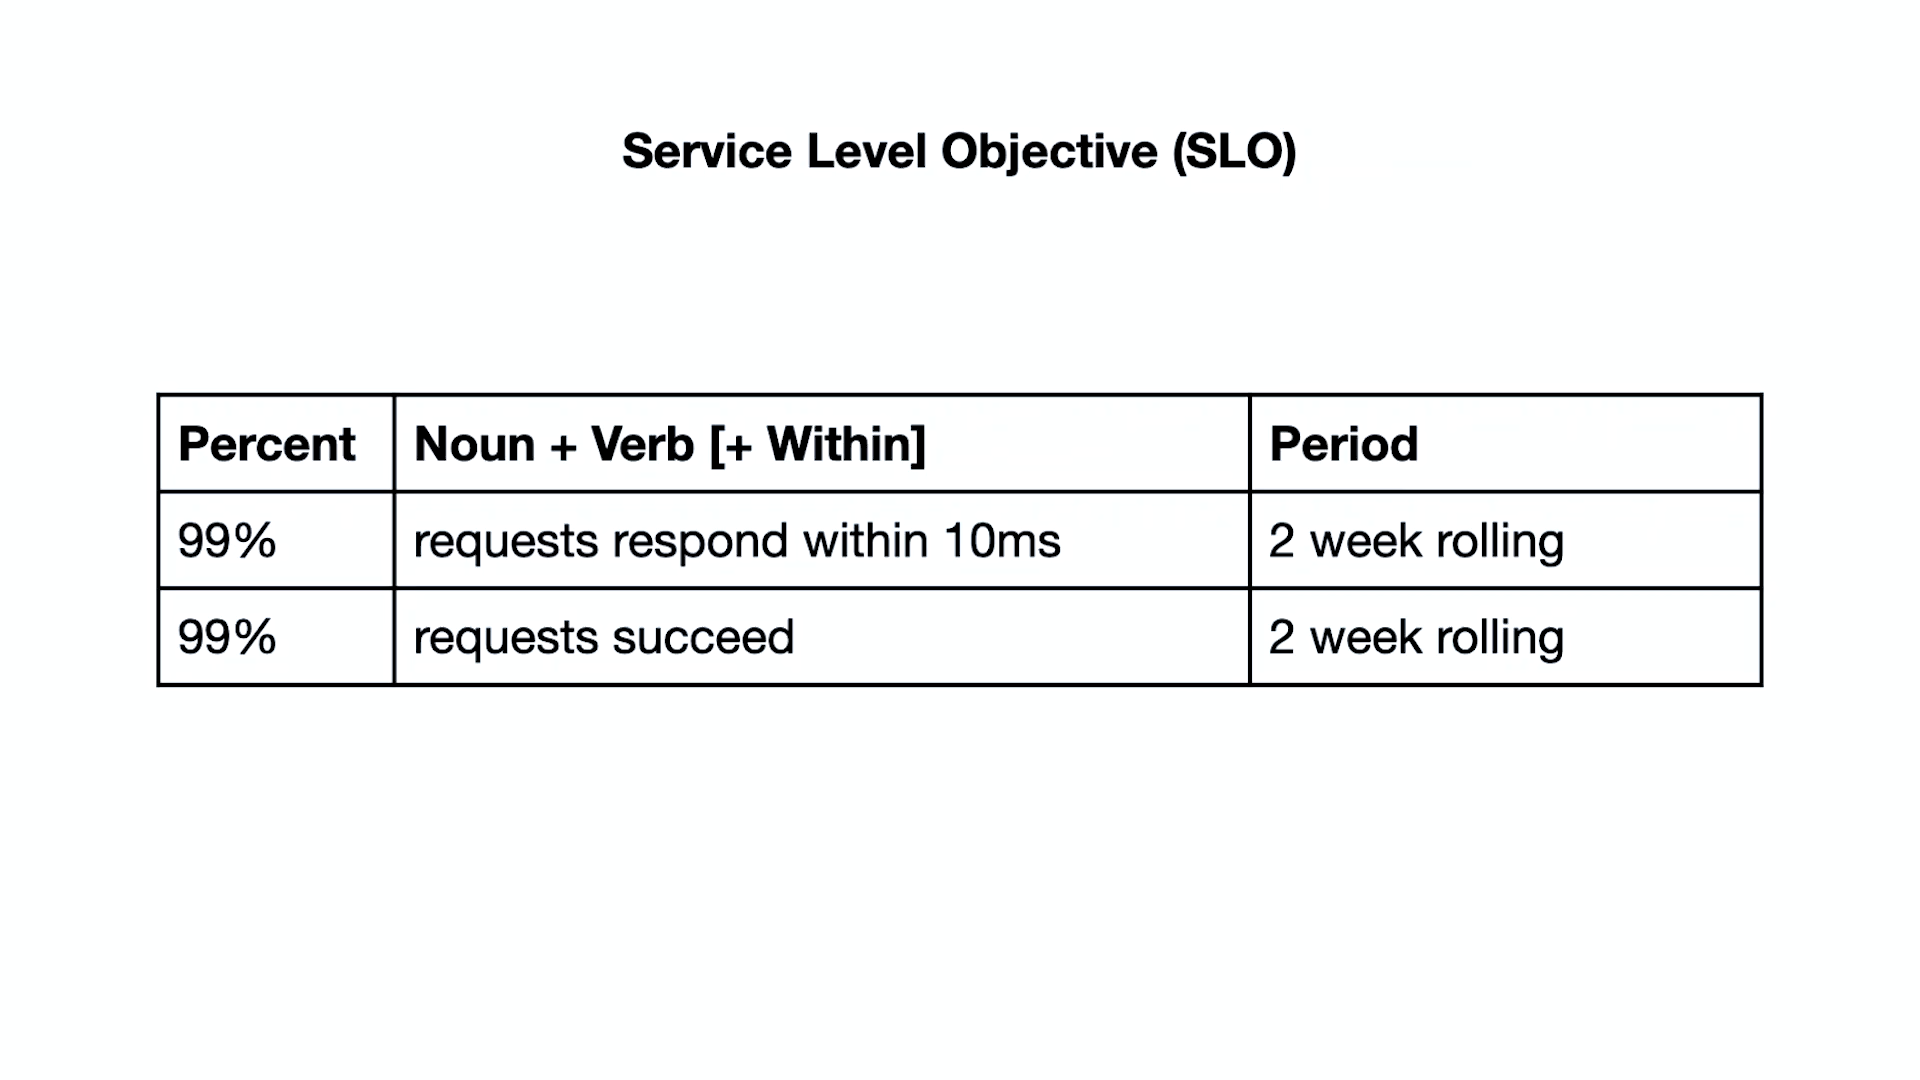 Service Level Objective (SLO)
Percent Noun + Verb [+ Within] Period
99% requests respond within 10ms 2 week rolling
99% requests succeed 2 week rolling